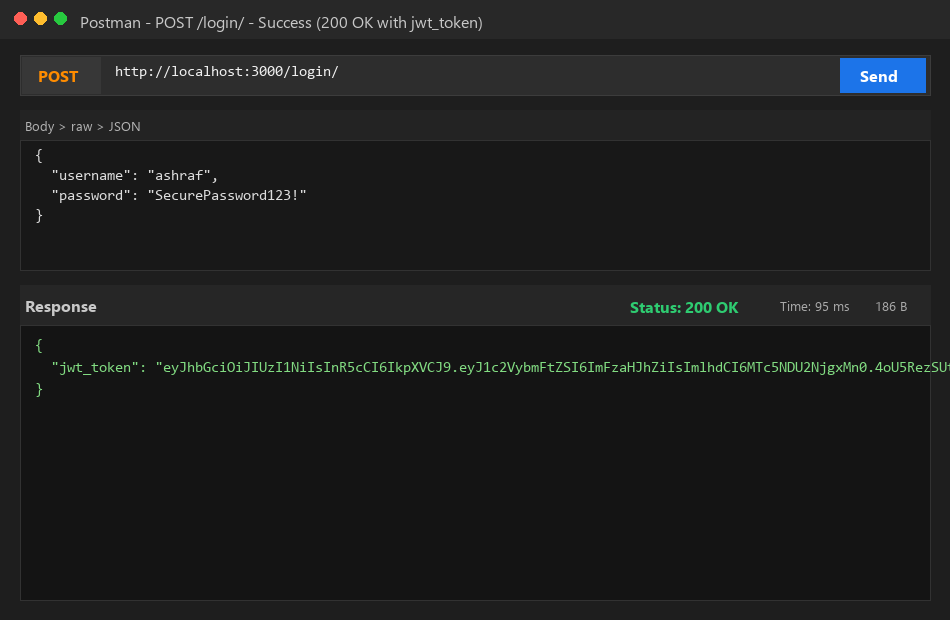 Postman - POST /login/ - Success (200 OK with jwt_token)
POST http://localhost:3000/login/ Send
Body > raw > JSON
{
"username": "ashraf",
"password": "SecurePassword123!"
}
Response Status: 200 OK Time: 95 ms 186 B
{
"jwt_token": "eyJhbGciOiJIUzI1NiIsInR5cCI6IkpXVCJ9.eyJ1c2VybmFtZSI6ImFzaHJhZiIsImlhdCI6MTc5NDU2NjgxMn0.4oU5RezSUt
}